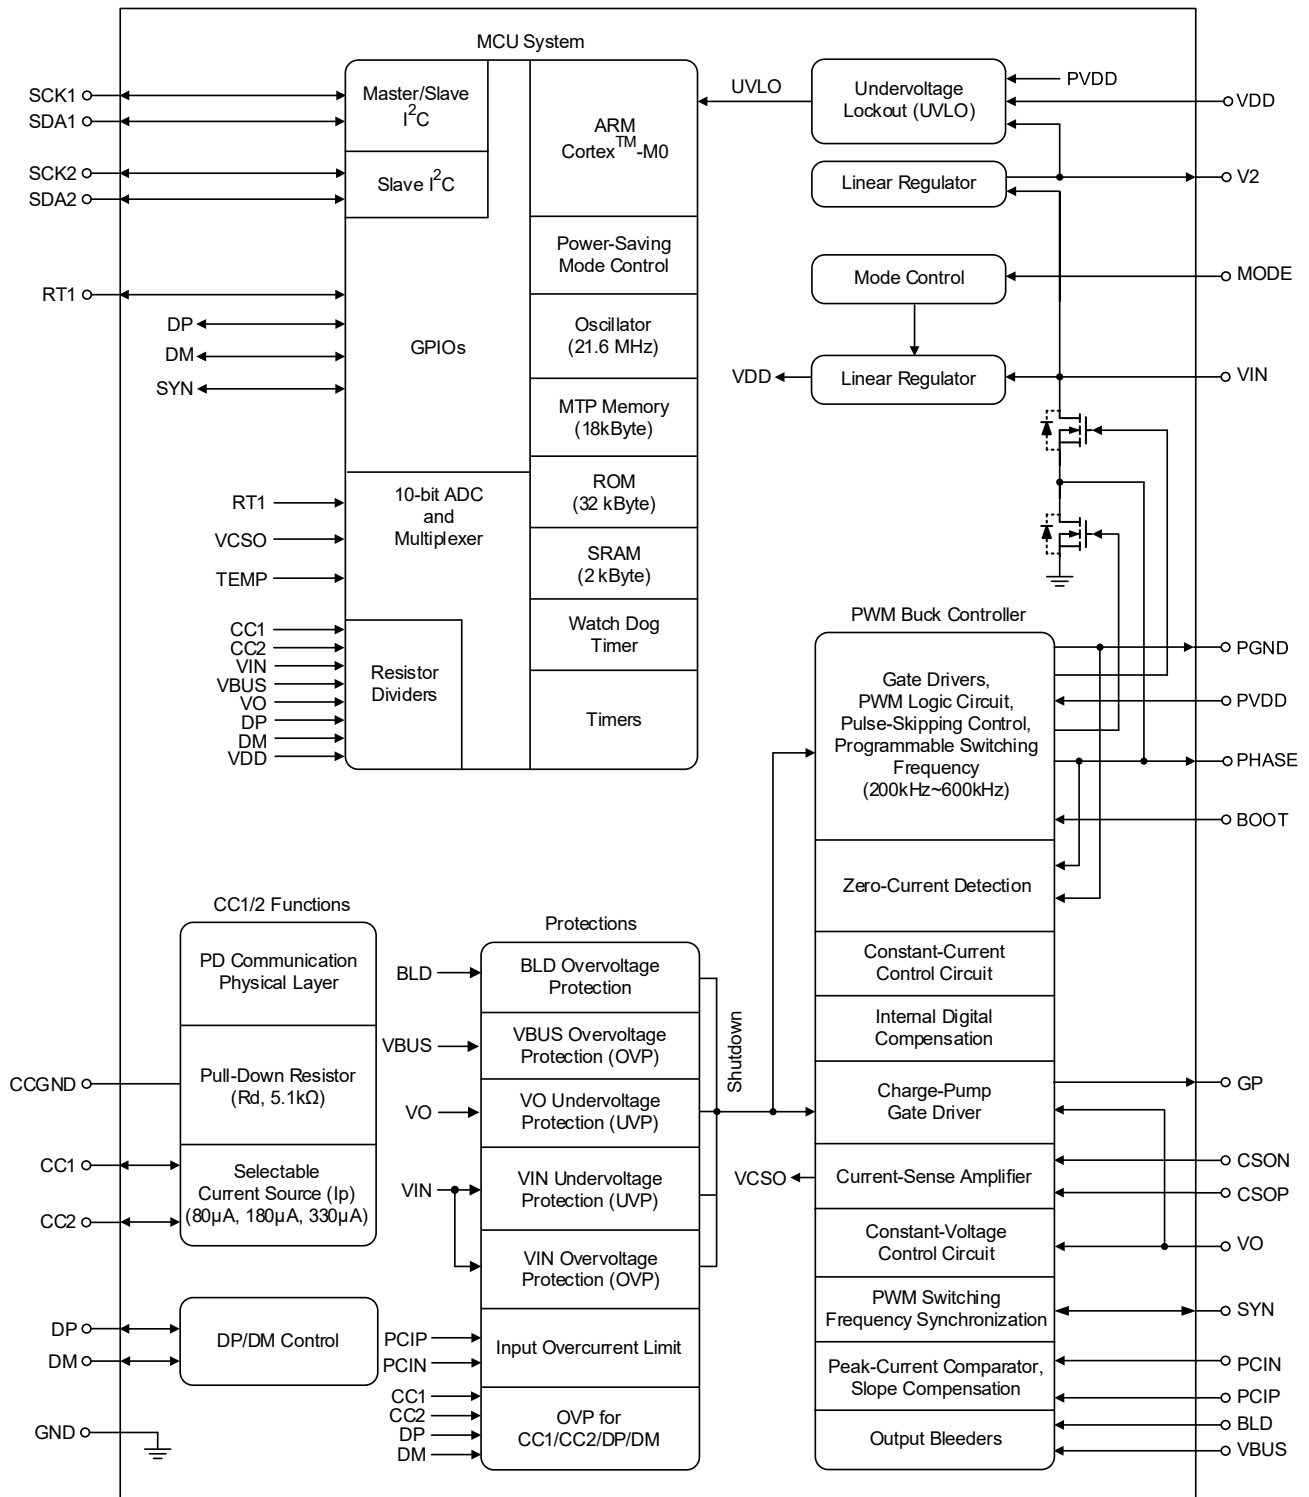 MCU System
SCK1
SDA1
SCK2
SDA2
RT1
DP
DM
SYN
RT1
VCSO
TEMP
CC1
CC2
VIN
VBUS
VO
DP
DM
VDD
Master/Slave
I2C
Slave I2C
GPIOs
10-bit ADC
and
Multiplexer
Resistor
Dividers
ARM
Cortex™-M0
Power-Saving
Mode Control
Oscillator
(21.6 MHz)
MTP Memory
(18kByte)
ROM
(32 kByte)
SRAM
(2 kByte)
Watch Dog
Timer
Timers
UVLO
Undervoltage
Lockout (UVLO)
PVDD
VDD
Linear Regulator
V2
Mode Control
MODE
VDD
Linear Regulator
VIN
PWM Buck Controller
Gate Drivers,
PWM Logic Circuit,
Pulse-Skipping Control,
Programmable Switching
Frequency
(200kHz~600kHz)
Zero-Current Detection
Constant-Current
Control Circuit
Internal Digital
Compensation
Charge-Pump
Gate Driver
VCSO
Current-Sense Amplifier
Constant-Voltage
Control Circuit
PWM Switching
Frequency Synchronization
Peak-Current Comparator,
Slope Compensation
Output Bleeders
PGND
PVDD
PHASE
BOOT
GP
CSON
CSOP
VO
SYN
PCIN
PCIP
BLD
VBUS
CC1/2 Functions
PD Communication
Physical Layer
Pull-Down Resistor
(Rd, 5.1kΩ)
Selectable
Current Source (Ip)
(80µA, 180µA, 330µA)
CCGND
CC1
CC2
DP
DM
DP/DM Control
GND
Protections
BLD
BLD Overvoltage
Protection
VBUS
VBUS Overvoltage
Protection (OVP)
VO
VO Undervoltage
Protection (UVP)
VIN
VIN Undervoltage
Protection (UVP)
VIN Overvoltage
Protection (OVP)
PCIP
PCIN
Input Overcurrent Limit
CC1
CC2
DP
DM
OVP for
CC1/CC2/DP/DM
Shutdown